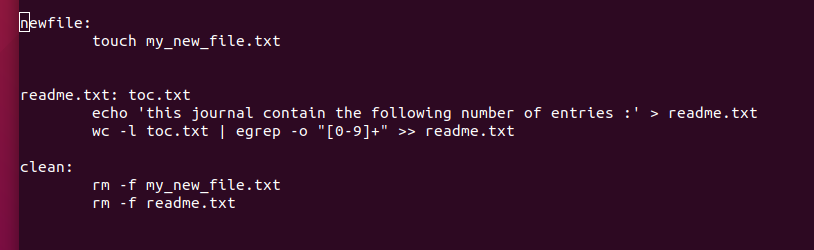 newfile:
        touch my_new_file.txt
readme.txt: toc.txt
        echo 'this journal contain the following number of entries :' > readme.txt
        wc -l toc.txt | egrep -o "[0-9]+" >> readme.txt
clean:
        rm -f my_new_file.txt
        rm -f readme.txt